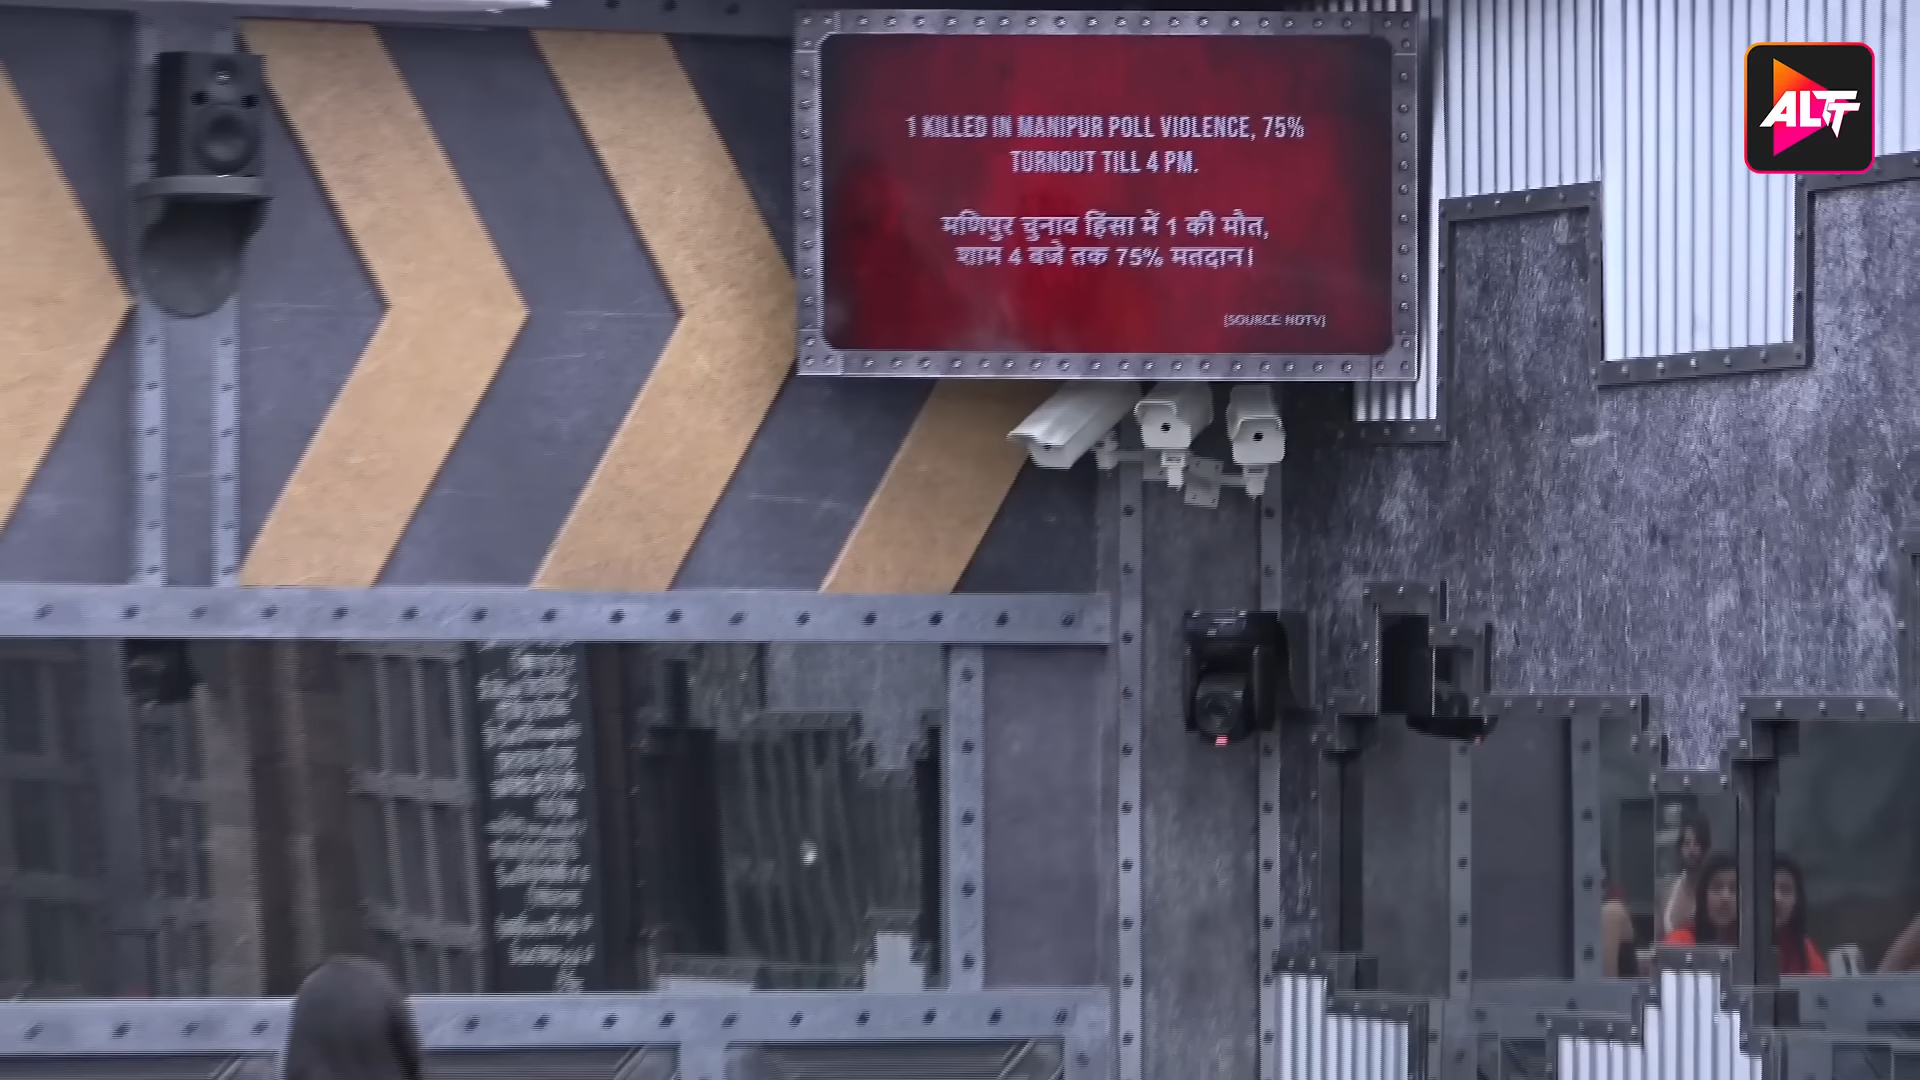 ALTT
1 KILLED IN MANIPUR POLL VIOLENCE, 75%
TURNOUT TILL 4 PM.
मणिपुर चुनाव हिंसा में 1 की मौत,
शाम 4 बजे तक 75% मतदान।
[SOURCE: NDTV]